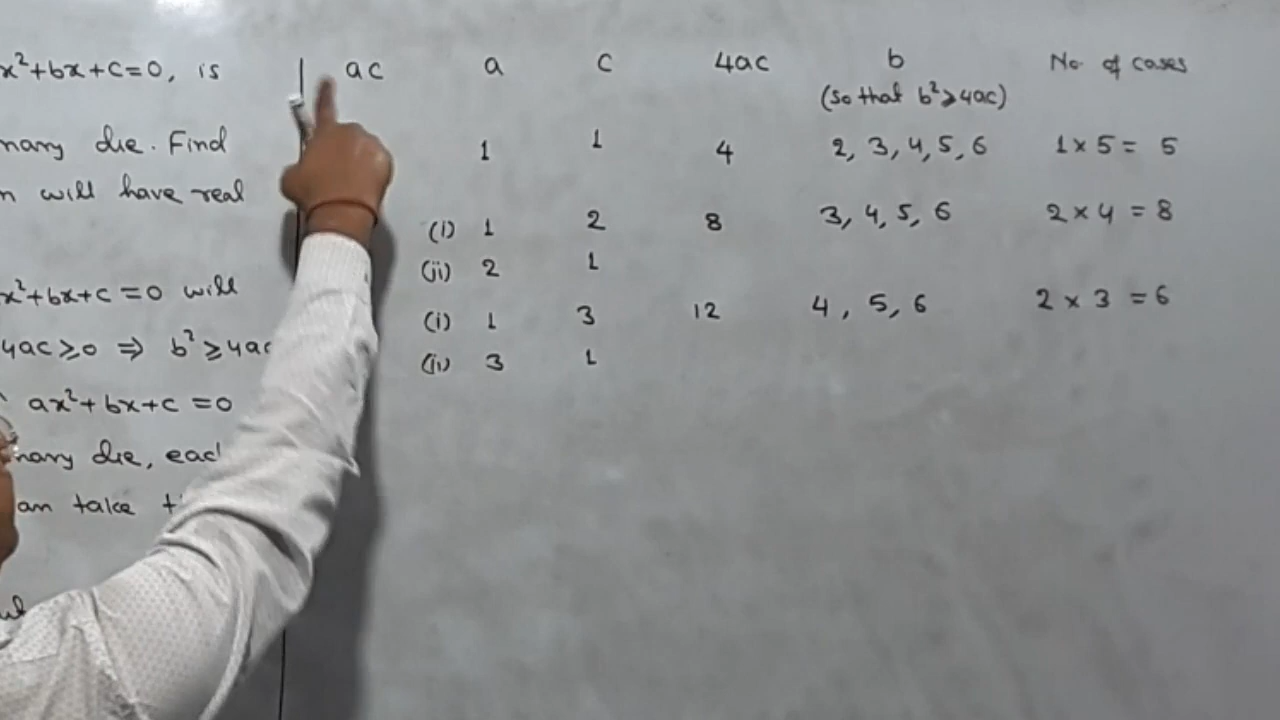 x²+bx+c=0, is
nary die. Find
n will have real
x²+bx+c=0 will
4ac≥0 ⇒ b²≥4ac
ax²+bx+c=0
nary die, each
an take
ac a c 4ac b No of cases
(so that b²≥4ac)
1 1 4 2, 3, 4, 5, 6 1×5= 5
(i) 1 2 8 3, 4, 5, 6 2×4=8
(ii) 2 1
(i) 1 3 12 4, 5, 6 2×3=6
(ii) 3 1